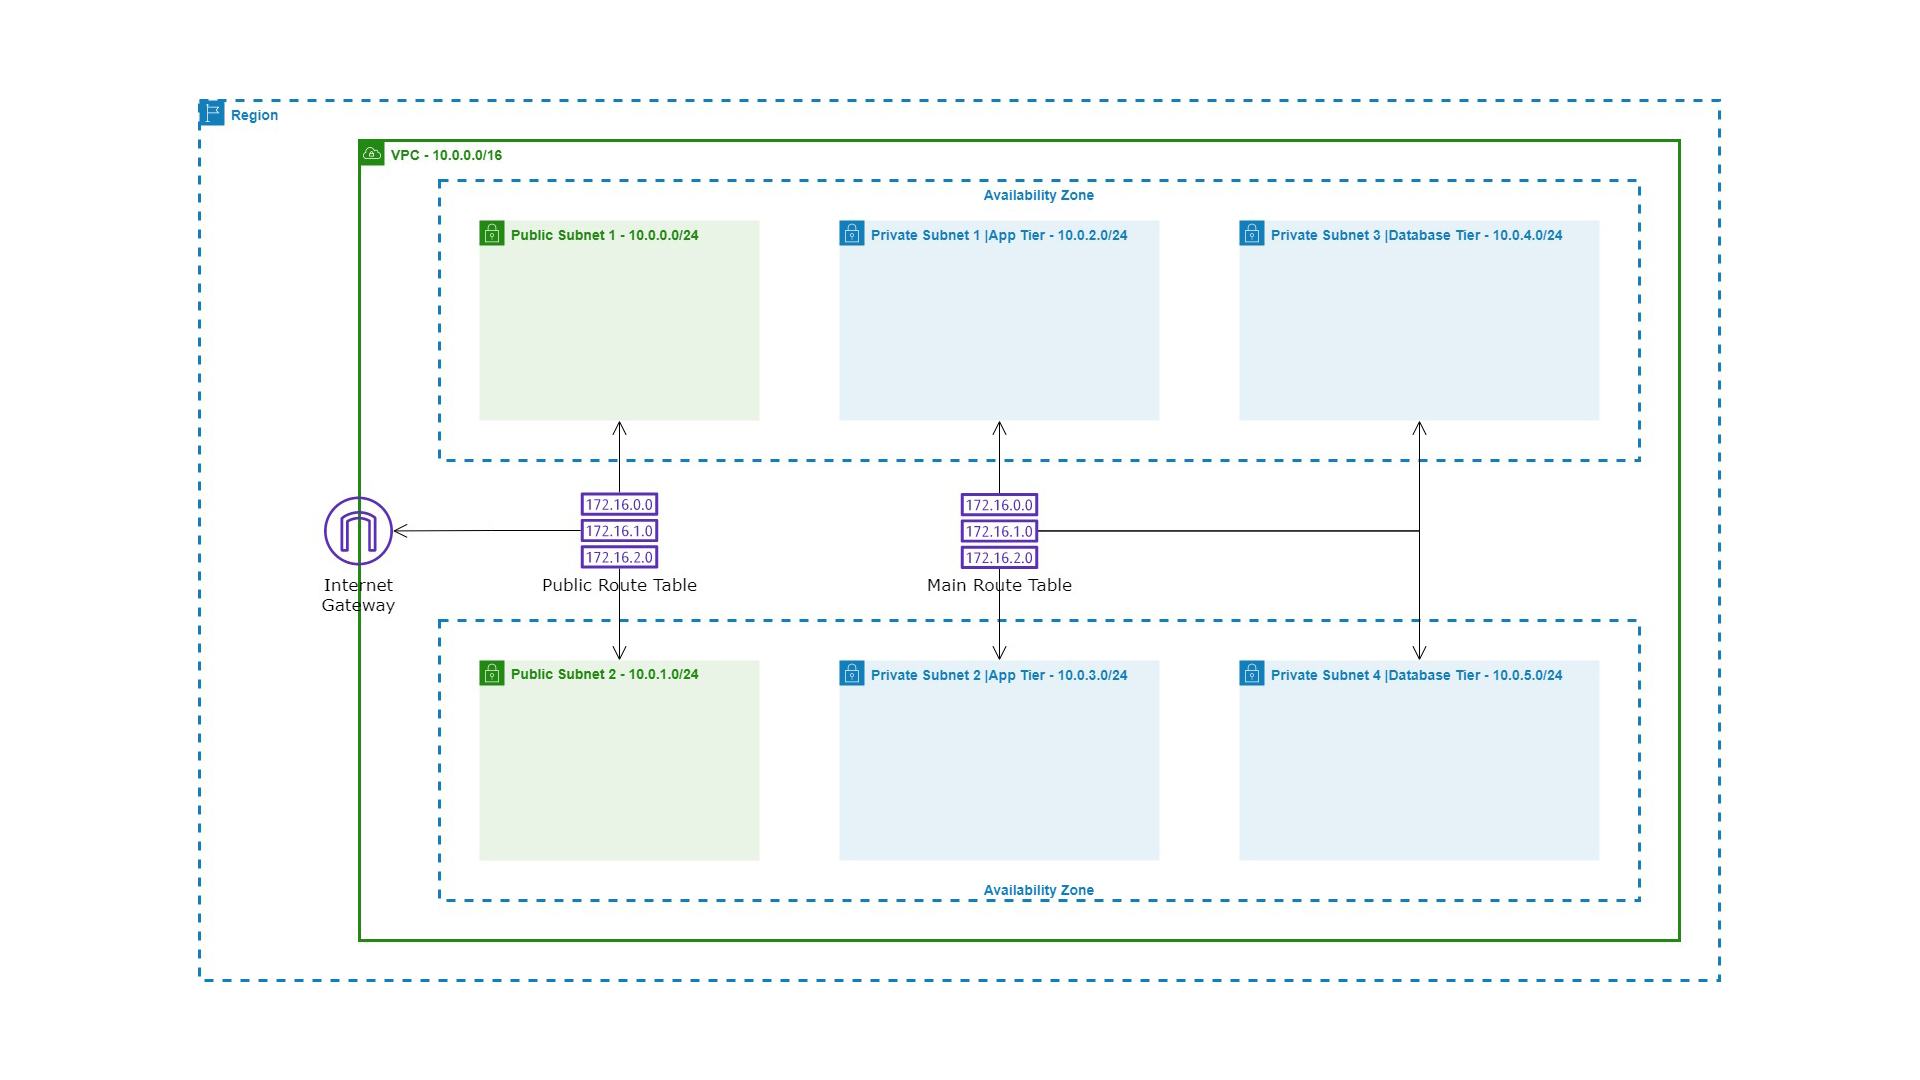 Region
VPC - 10.0.0.0/16
Availability Zone
Public Subnet 1 - 10.0.0.0/24
Private Subnet 1 |App Tier - 10.0.2.0/24
Private Subnet 3 |Database Tier - 10.0.4.0/24
172.16.0.0
172.16.1.0
172.16.2.0
172.16.0.0
172.16.1.0
172.16.2.0
Internet
Gateway
Public Route Table
Main Route Table
Public Subnet 2 - 10.0.1.0/24
Private Subnet 2 |App Tier - 10.0.3.0/24
Private Subnet 4 |Database Tier - 10.0.5.0/24
Availability Zone